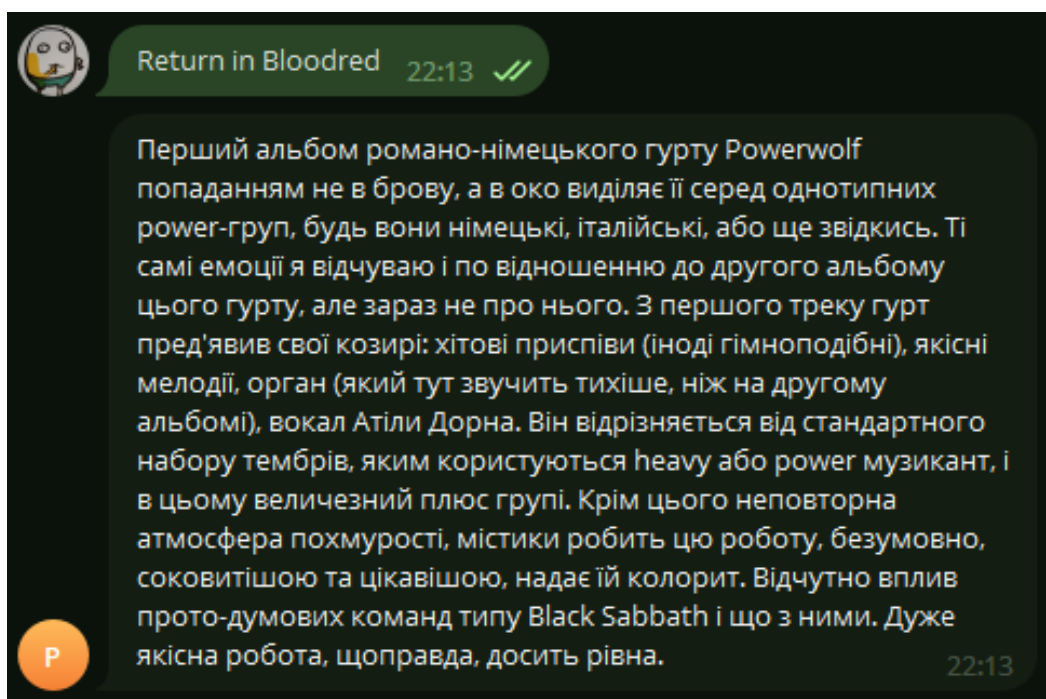 Return in Bloodred 22:13
Перший альбом романо-німецького гурту Powerwolf
попаданням не в брову, а в око виділяє її серед однотипних
power-груп, будь вони німецькі, італійські, або ще звідкись. Ті
самі емоції я відчуваю і по відношенню до другого альбому
цього гурту, але зараз не про нього. З першого треку гурт
пред'явив свої козирі: хітові приспіви (іноді гімноподібні), якісні
мелодії, орган (який тут звучить тихіше, ніж на другому
альбомі), вокал Атіли Дорна. Він відрізняється від стандартного
набору тембрів, яким користуються heavy або power музикант, і
в цьому величезний плюс групі. Крім цього неповторна
атмосфера похмурості, містики робить цю роботу, безумовно,
соковитішою та цікавішою, надає їй колорит. Відчутно вплив
прото-думових команд типу Black Sabbath і що з ними. Дуже
якісна робота, щоправда, досить рівна.
22:13
P